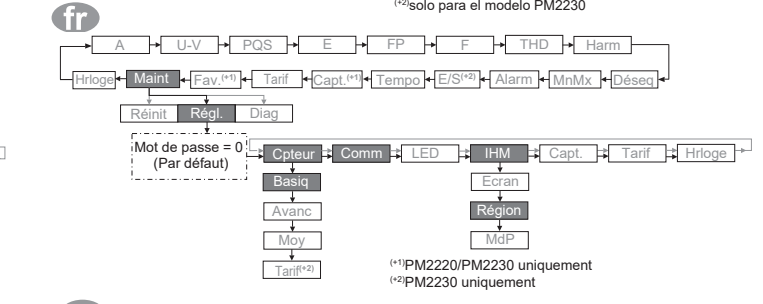 (+2)solo para el modelo PM2230
fr
A U-V PQS E FP F THD Harm
Hrloge Maint Fav.(+1) Tarif Capt.(+1) Tempo E/S(+2) Alarm MnMx Déseq
Réinit Régl. Diag
Mot de passe = 0
(Par défaut)
Cpteur Comm LED IHM Capt. Tarif Hrloge
Basiq Ecran
Avanc Région
Moy MdP
Tarif(+2)
(+1)PM2220/PM2230 uniquement
(+2)PM2230 uniquement